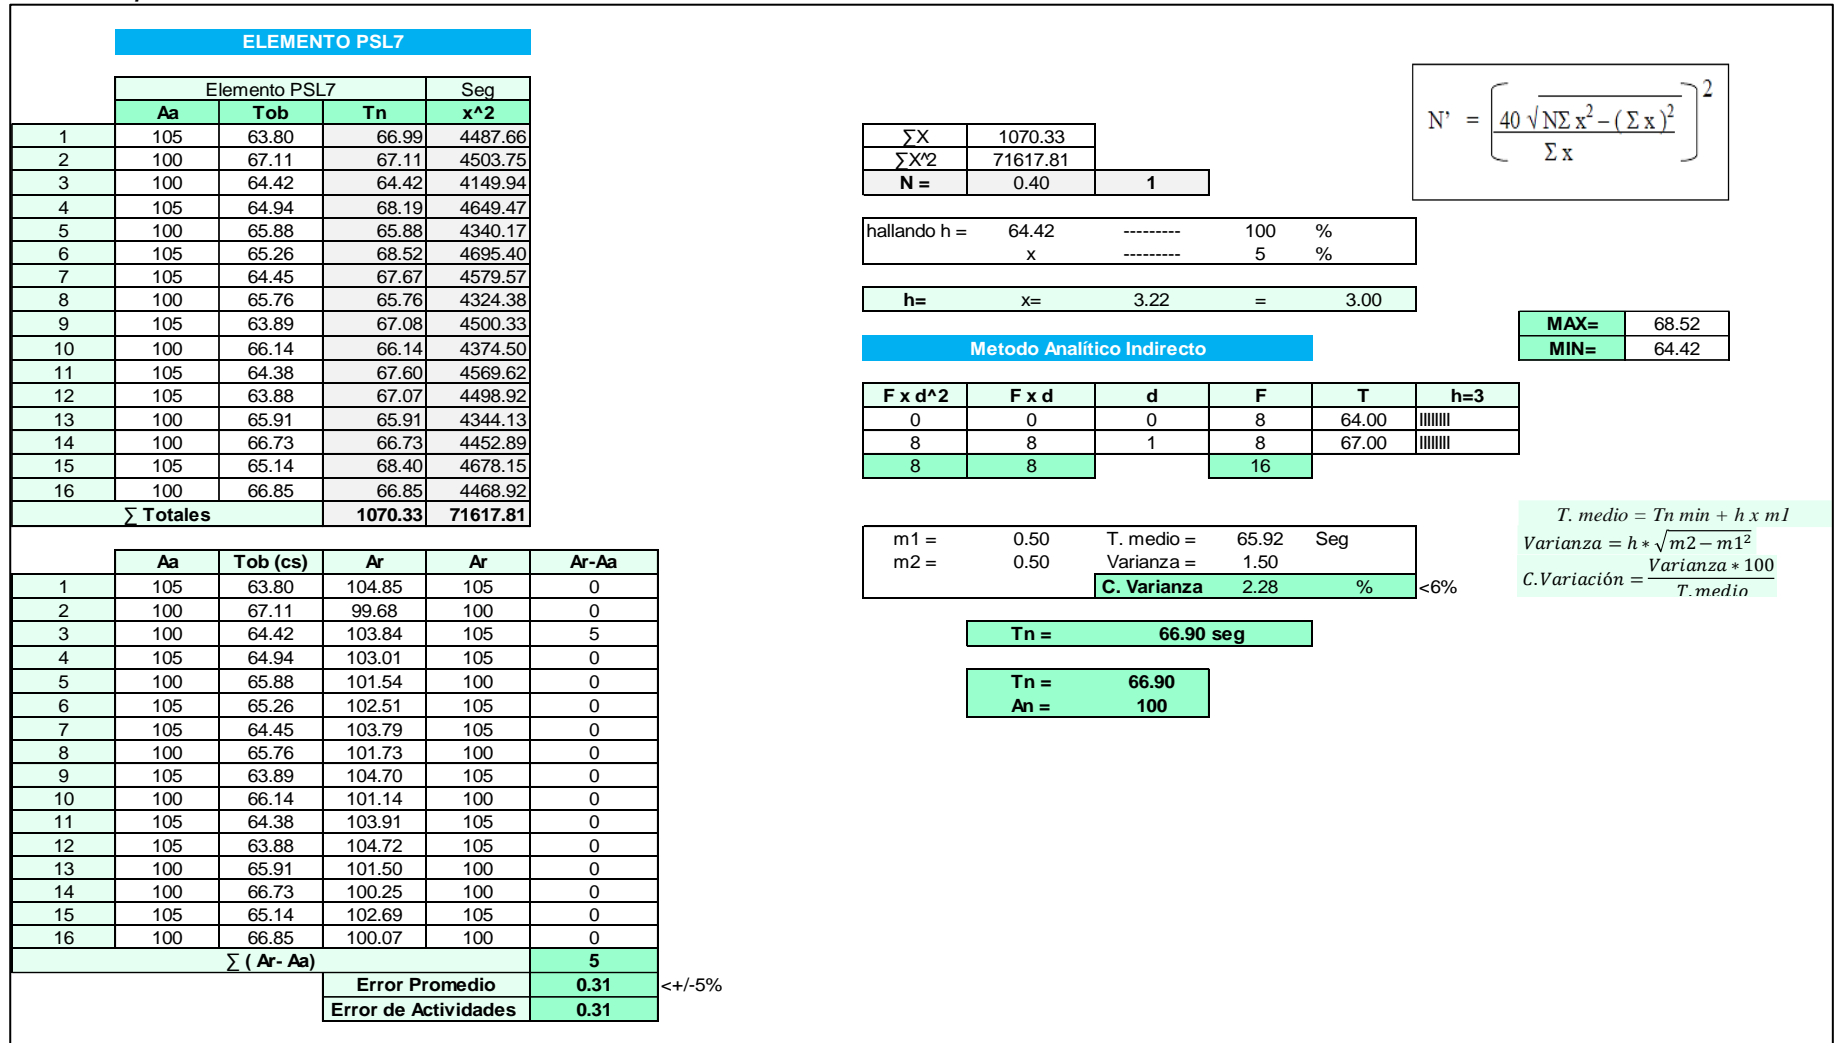 ELEMENTO PSL7
Elemento PSL7 Seg
Aa Tob Tn x^2
1 105 63.80 66.99 4487.66
2 100 67.11 67.11 4503.75
3 100 64.42 64.42 4149.94
4 105 64.94 68.19 4649.47
5 100 65.88 65.88 4340.17
6 105 65.26 68.52 4695.40
7 105 64.45 67.67 4579.57
8 100 65.76 65.76 4324.38
9 105 63.89 67.08 4500.33
10 100 66.14 66.14 4374.50
11 105 64.38 67.60 4569.62
12 105 63.88 67.07 4498.92
13 100 65.91 65.91 4344.13
14 100 66.73 66.73 4452.89
15 105 65.14 68.40 4678.15
16 100 66.85 66.85 4468.92
∑ Totales 1070.33 71617.81
Aa Tob (cs) Ar Ar Ar-Aa
1 105 63.80 104.85 105 0
2 100 67.11 99.68 100 0
3 100 64.42 103.84 105 5
4 105 64.94 103.01 105 0
5 100 65.88 101.54 100 0
6 105 65.26 102.51 105 0
7 105 64.45 103.79 105 0
8 100 65.76 101.73 100 0
9 105 63.89 104.70 105 0
10 100 66.14 101.14 100 0
11 105 64.38 103.91 105 0
12 105 63.88 104.72 105 0
13 100 65.91 101.50 100 0
14 100 66.73 100.25 100 0
15 105 65.14 102.69 105 0
16 100 66.85 100.07 100 0
∑ ( Ar- Aa) 5
Error Promedio 0.31 <+/-5%
Error de Actividades 0.31
∑X 1070.33
∑X^2 71617.81
N = 0.40 1
hallando h = 64.42 --------- 100 %
x --------- 5 %
h= x= 3.22 = 3.00
Metodo Analítico Indirecto
F x d^2 F x d d F T h=3
0 0 0 8 64.00 IIIIIIII
8 8 1 8 67.00 IIIIIIII
8 8 16
m1 = 0.50 T. medio = 65.92 Seg
m2 = 0.50 Varianza = 1.50
C. Varianza 2.28 % <6%
Tn = 66.90 seg
Tn = 66.90
An = 100
N' = [40 √NΣ x² – ( Σ x )² / Σ x]²
MAX= 68.52
MIN= 64.42
T. medio = Tn min + h x m1
Varianza = h * √m2 − m1²
C.Variación = Varianza * 100 / T.medio